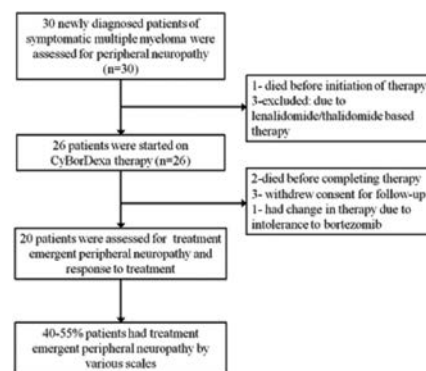 30 newly diagnosed patients of
symptomatic multiple myeloma were
assessed for peripheral neuropathy
(n=30)
1- died before initiation of therapy
3-excluded: due to
lenalidomide/thalidomide based
therapy
26 patients were started on
CyBorDexa therapy (n=26)
2-died before completing therapy
3- withdrew consent for follow-up
1- had change in therapy due to
intolerance to bortezomib
20 patients were assessed for treatment
emergent peripheral neuropathy and
response to treatment
40-55% patients had treatment
emergent peripheral neuropathy by
various scales